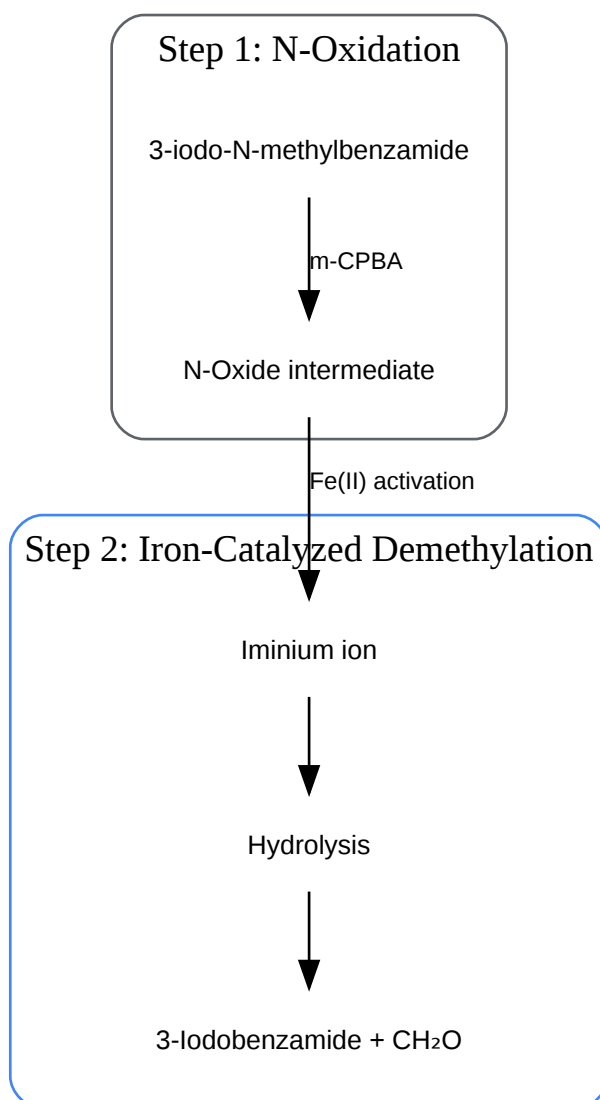 Step 1: N-Oxidation
3-iodo-N-methylbenzamide
m-CPBA
N-Oxide intermediate
Fe(II) activation
Step 2: Iron-Catalyzed Demethylation
Iminium ion
Hydrolysis
3-Iodobenzamide + CH₂O